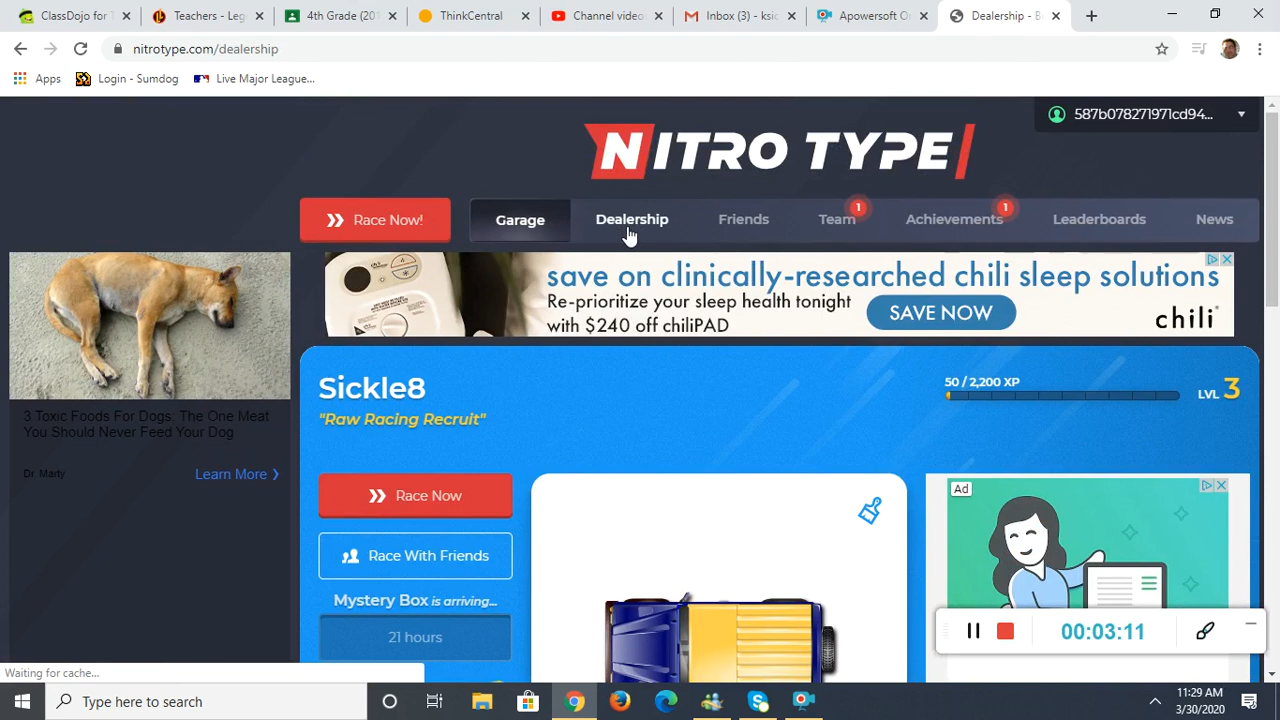 ClassDojo for T
Teachers - Leg
4th Grade (201
ThinkCentral
Channel video
Inbox (3) - ksic
Apowersoft O
Dealership - B
nitrotype.com/dealership
Apps
Login - Sumdog
Live Major League...
587b078271971cd94...
NITRO TYPE
Race Now!
Garage
Dealership
Friends
Team
1
Achievements
1
Leaderboards
News
save on clinically-researched chili sleep solutions
Re-prioritize your sleep health tonight
with $240 off chiliPAD
SAVE NOW
chili
3 Toxic Foods For Dogs: The One Meat
You Should Never Feed Your Dog
Dr. Marty
Learn More
Sickle8
"Raw Racing Recruit"
50 / 2,200 XP
LVL 3
Race Now
Race With Friends
Mystery Box is arriving...
21 hours
Ad
00:03:11
Waiting for cache...
Type here to search
11:29 AM
3/30/2020